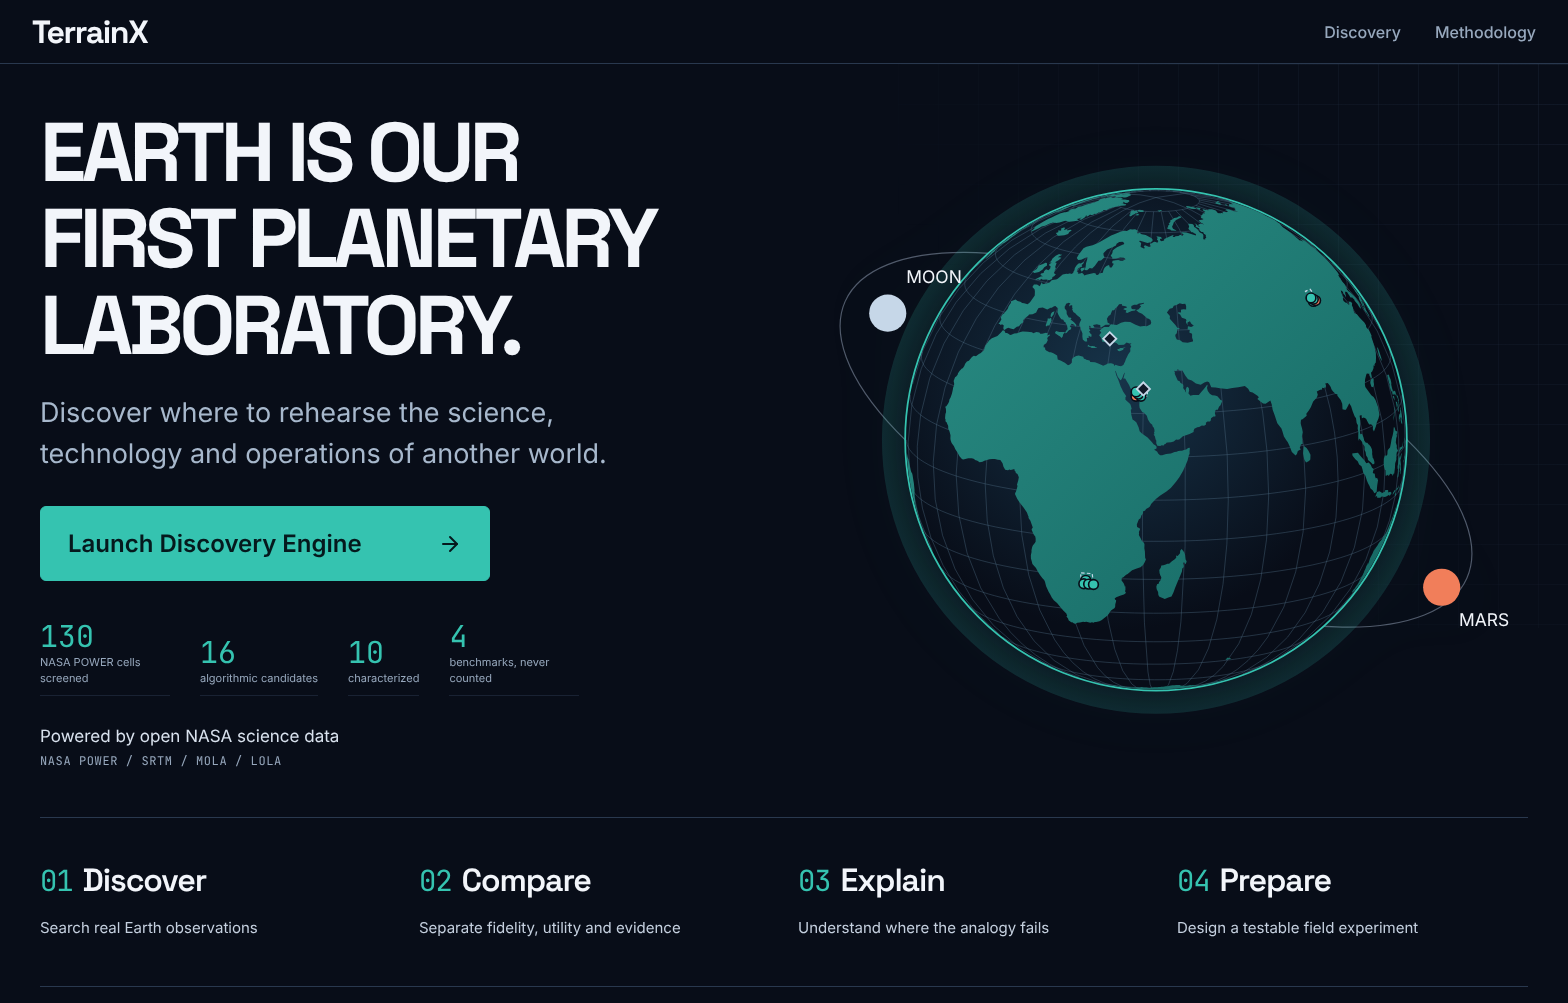 TerrainX
Discovery
Methodology
EARTH IS OUR
FIRST PLANETARY
LABORATORY.
Discover where to rehearse the science,
technology and operations of another world.
Launch Discovery Engine →
130
NASA POWER cells
screened
16
algorithmic candidates
10
characterized
4
benchmarks, never
counted
Powered by open NASA science data
NASA POWER / SRTM / MOLA / LOLA
MOON
MARS
01 Discover
Search real Earth observations
02 Compare
Separate fidelity, utility and evidence
03 Explain
Understand where the analogy fails
04 Prepare
Design a testable field experiment